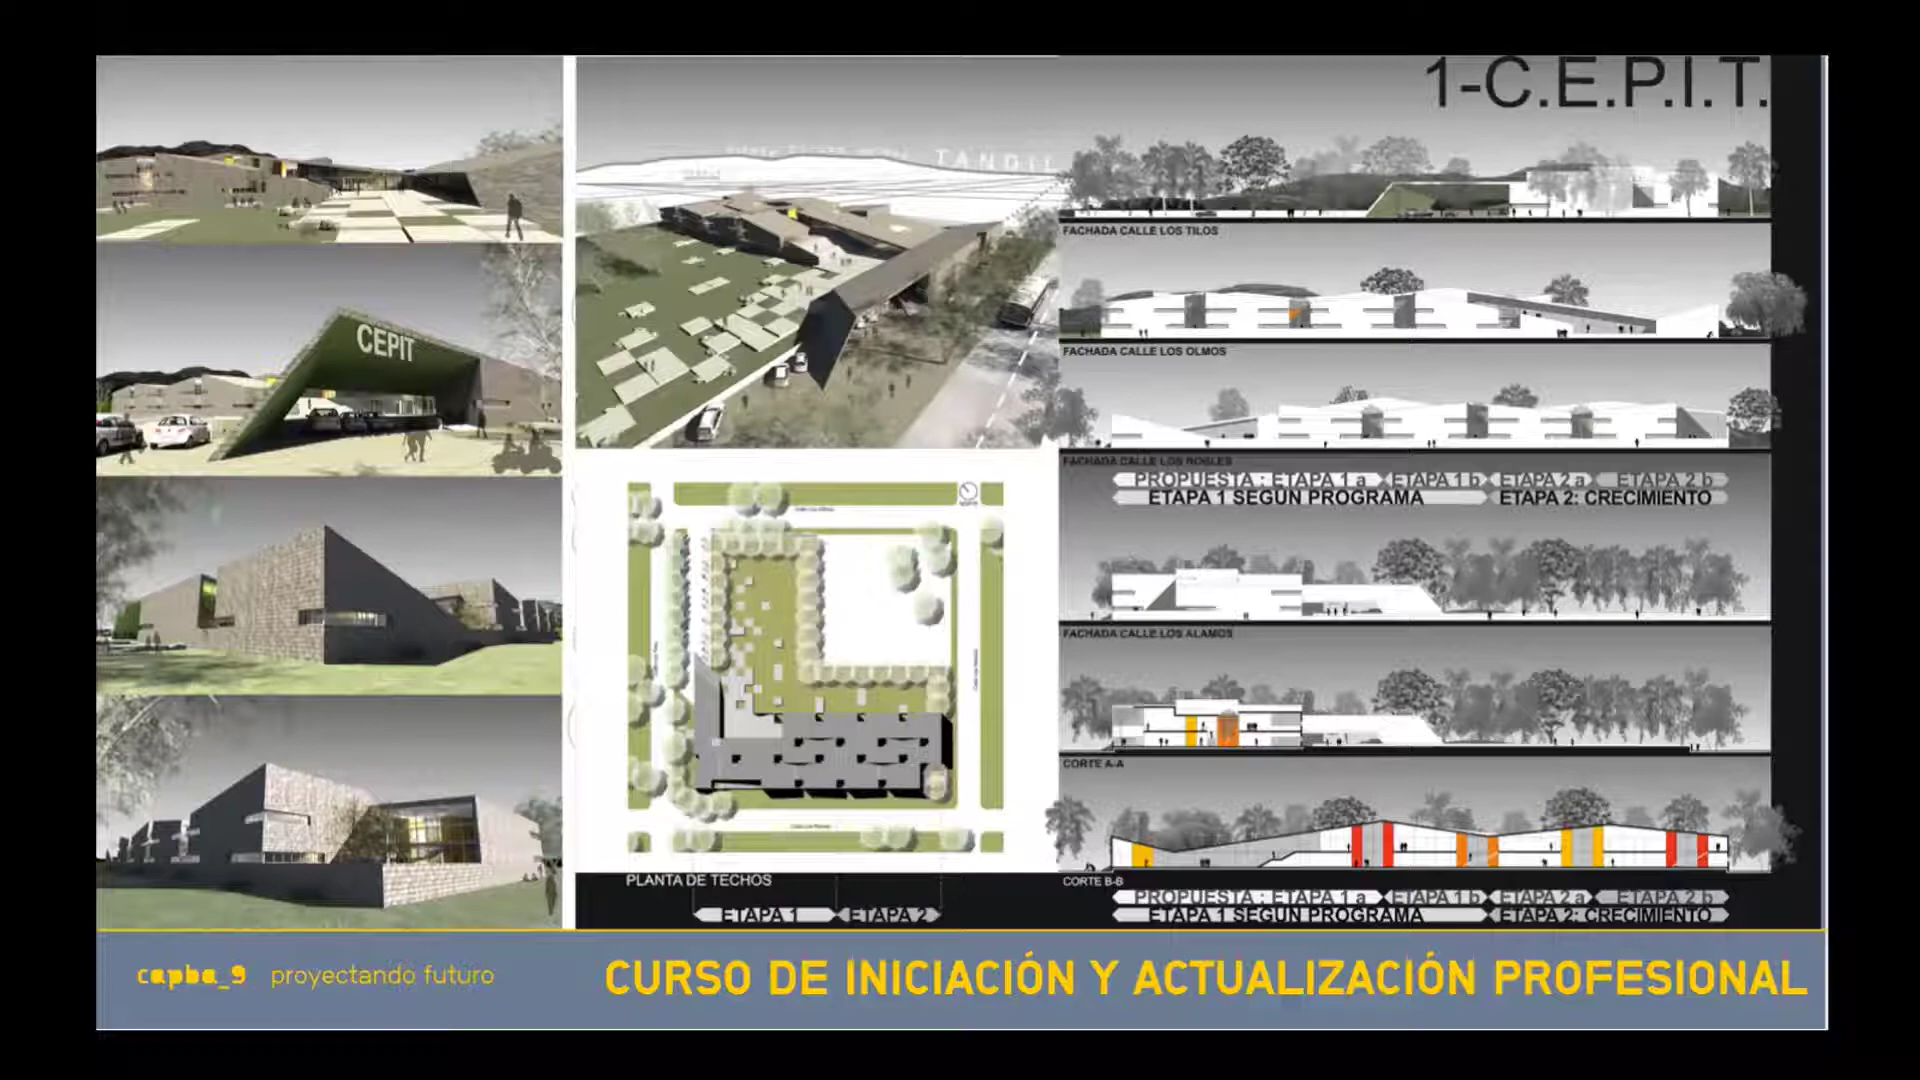 1-C.E.P.I.T.
TANDIL
CEPIT
FACHADA CALLE LOS TILOS
FACHADA CALLE LOS OLMOS
FACHADA CALLE LOS ROBLES
PROPUESTA : ETAPA 1 a ETAPA 1 b ETAPA 2 a ETAPA 2 b
ETAPA 1 SEGÚN PROGRAMA ETAPA 2: CRECIMIENTO
FACHADA CALLE LOS ALAMOS
CORTE A-A
CORTE B-B
PROPUESTA : ETAPA 1 a ETAPA 1 b ETAPA 2 a ETAPA 2 b
ETAPA 1 SEGÚN PROGRAMA ETAPA 2: CRECIMIENTO
PLANTA DE TECHOS
ETAPA 1 ETAPA 2
capba_9 proyectando futuro
CURSO DE INICIACIÓN Y ACTUALIZACIÓN PROFESIONAL